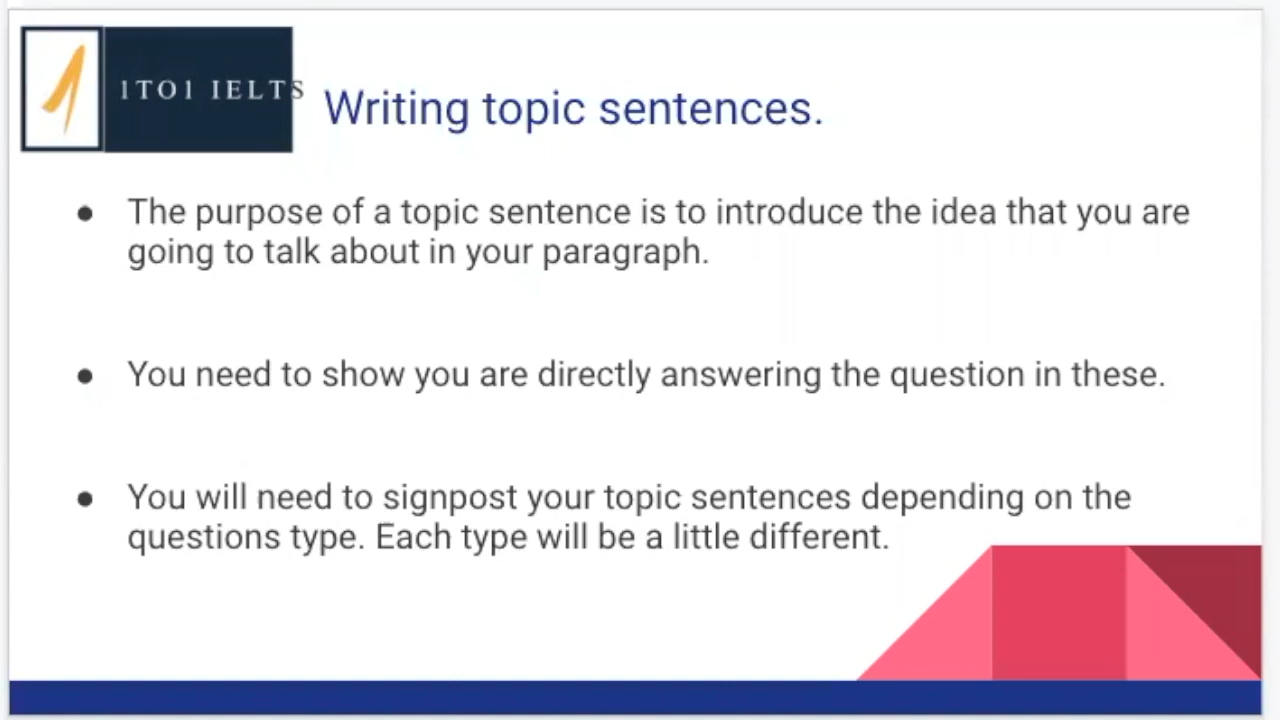 1TO1 IELTS
Writing topic sentences.
● The purpose of a topic sentence is to introduce the idea that you are
going to talk about in your paragraph.
● You need to show you are directly answering the question in these.
● You will need to signpost your topic sentences depending on the
questions type. Each type will be a little different.